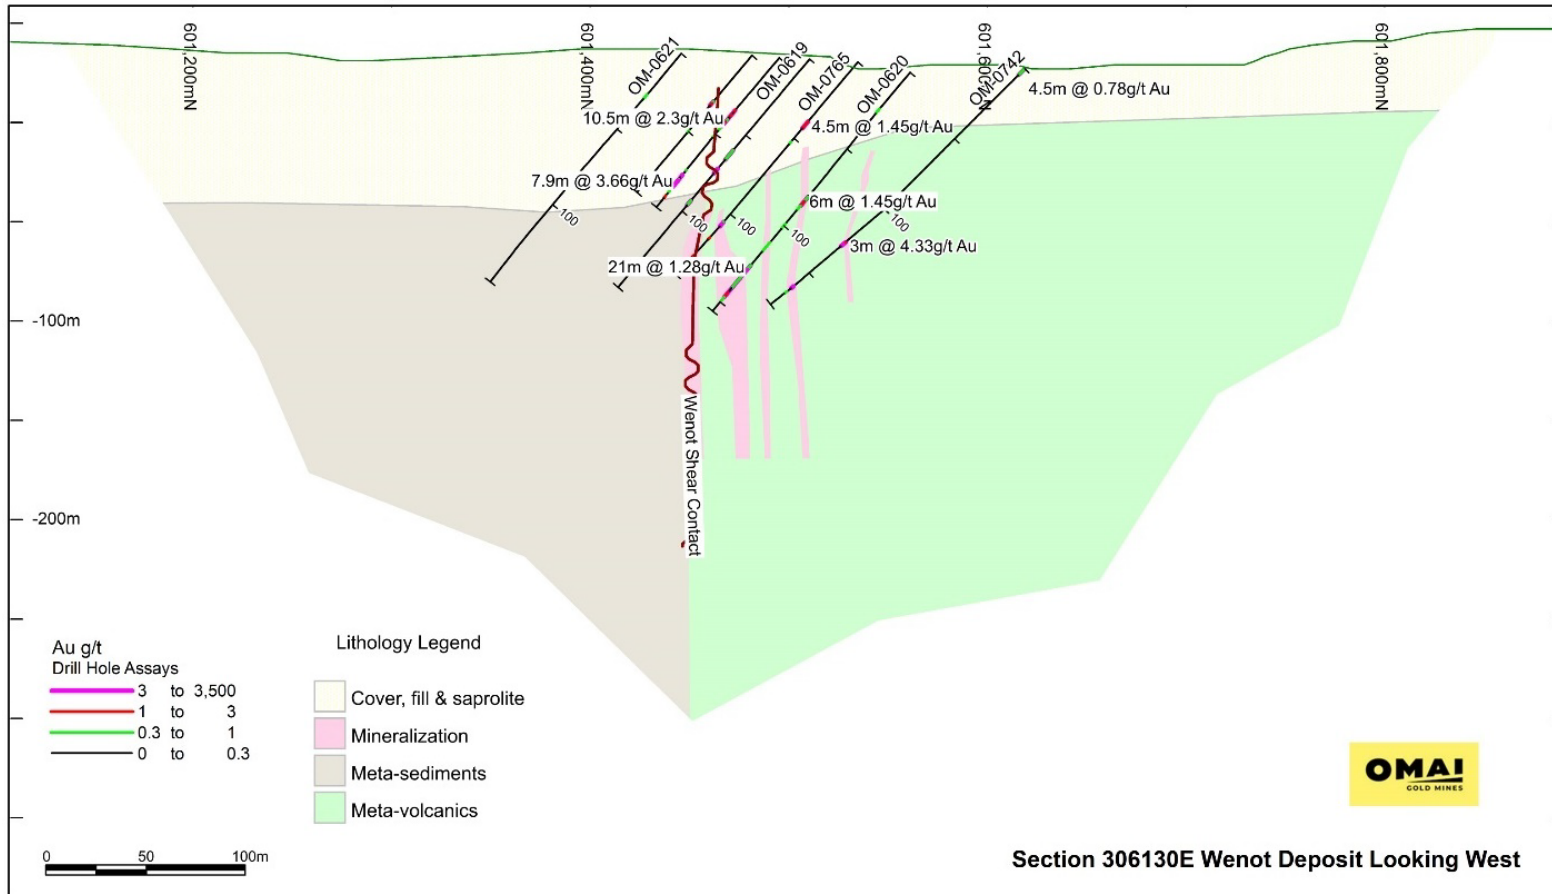 601,200mN
601,400mN
601,600mN
601,800mN
OM-0621
OM-0619
OM-0765
OM-0620
OM-0742
4.5m @ 0.78g/t Au
10.5m @ 2.3g/t Au
4.5m @ 1.45g/t Au
7.9m @ 3.66g/t Au
6m @ 1.45g/t Au
100
100
100
100
100
3m @ 4.33g/t Au
21m @ 1.28g/t Au
-100m
-200m
Wenot Shear Contact
Au g/t
Drill Hole Assays
3 to 3,500
1 to 3
0.3 to 1
0 to 0.3
Lithology Legend
Cover, fill & saprolite
Mineralization
Meta-sediments
Meta-volcanics
0 50 100m
OMAI
GOLD MINES
Section 306130E Wenot Deposit Looking West